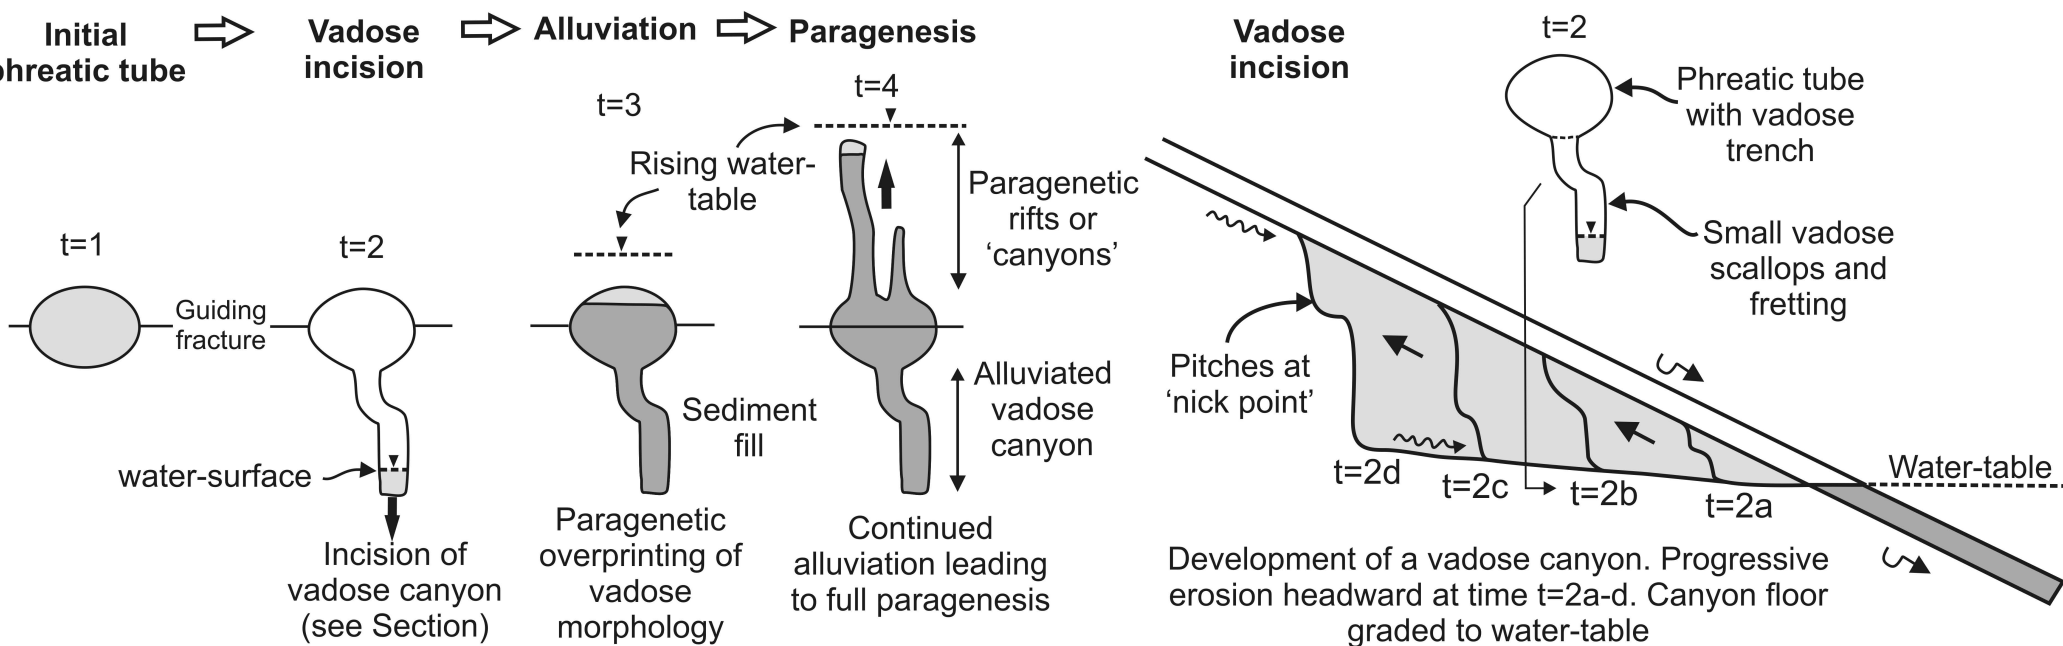 Initial
phreatic tube
Vadose
incision
Alluviation
Paragenesis
t=1
Guiding
fracture
t=2
water-surface
Incision of
vadose canyon
(see Section)
t=3
Rising water-
table
Sediment
fill
Paragenetic
overprinting of
vadose
morphology
t=4
Paragenetic
rifts or
‘canyons’
Alluviated
vadose
canyon
Continued
alluviation leading
to full paragenesis
Vadose
incision
t=2
Phreatic tube
with vadose
trench
Small vadose
scallops and
fretting
Pitches at
‘nick point’
t=2d
t=2c
t=2b
t=2a
Water-table
Development of a vadose canyon. Progressive
erosion headward at time t=2a-d. Canyon floor
graded to water-table